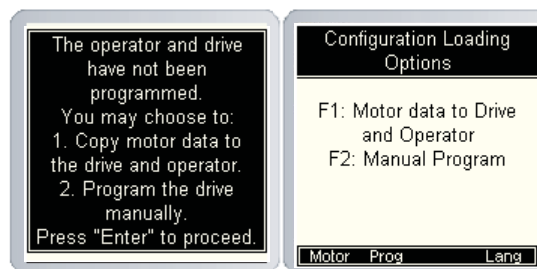 The operator and drive
have not been
programmed.
You may choose to:
1. Copy motor data to
the drive and operator.
2. Program the drive
manually.
Press "Enter" to proceed.
Configuration Loading
Options
F1: Motor data to Drive
and Operator
F2: Manual Program
Motor Prog Lang